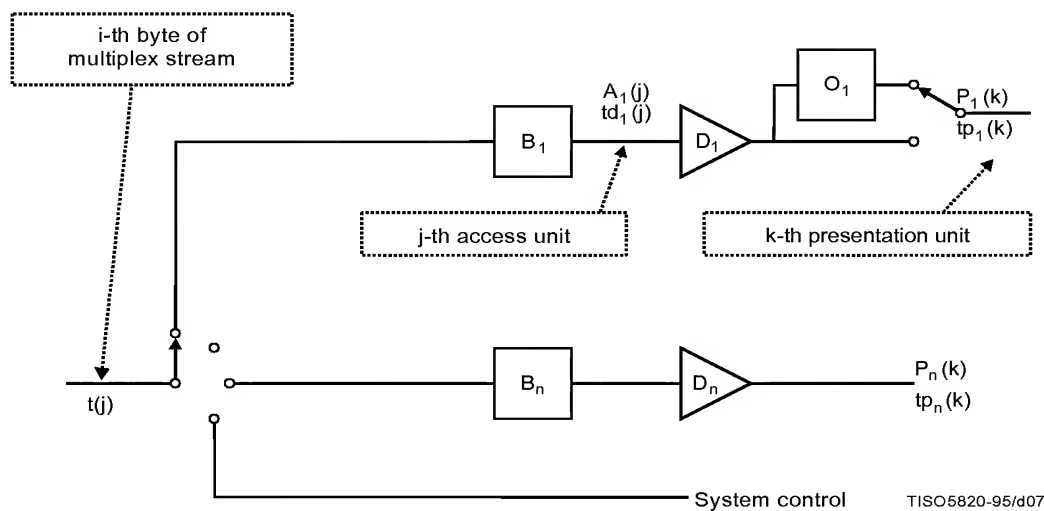 i-th byte of
multiplex stream
O₁
P₁(k)
tp₁(k)
A₁(j)
td₁(j)
B₁
D₁
j-th access unit
k-th presentation unit
t(j)
Bₙ
Dₙ
Pₙ(k)
tpₙ(k)
System control
TISO5820-95/d07